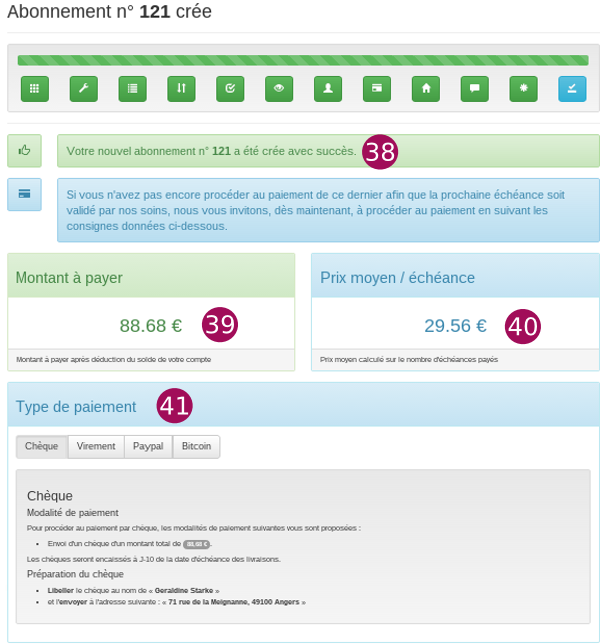 Abonnement n° 121 crée
Votre nouvel abonnement n° 121 a été crée avec succès.
38
Si vous n'avez pas encore procéder au paiement de ce dernier afin que la prochaine échéance soit
validé par nos soins, nous vous invitons, dès maintenant, à procéder au paiement en suivant les
consignes données ci-dessous.
Montant à payer
88.68 €
39
Montant à payer après déduction du solde de votre compte
Prix moyen / échéance
29.56 €
40
Prix moyen calculé sur le nombre d'échéances payés
Type de paiement
41
Chèque Virement Paypal Bitcoin
Chèque
Modalité de paiement
Pour procéder au paiement par chèque, les modalités de paiement suivantes vous sont proposées :
• Envoi d'un chèque d'un montant total de 88.68 €.
Les chèques seront encaissés à J-10 de la date d'échéance des livraisons.
Préparation du chèque
• Libeller le chèque au nom de « Geraldine Starke »
• et l'envoyer à l'adresse suivante : « 71 rue de la Meignanne, 49100 Angers »